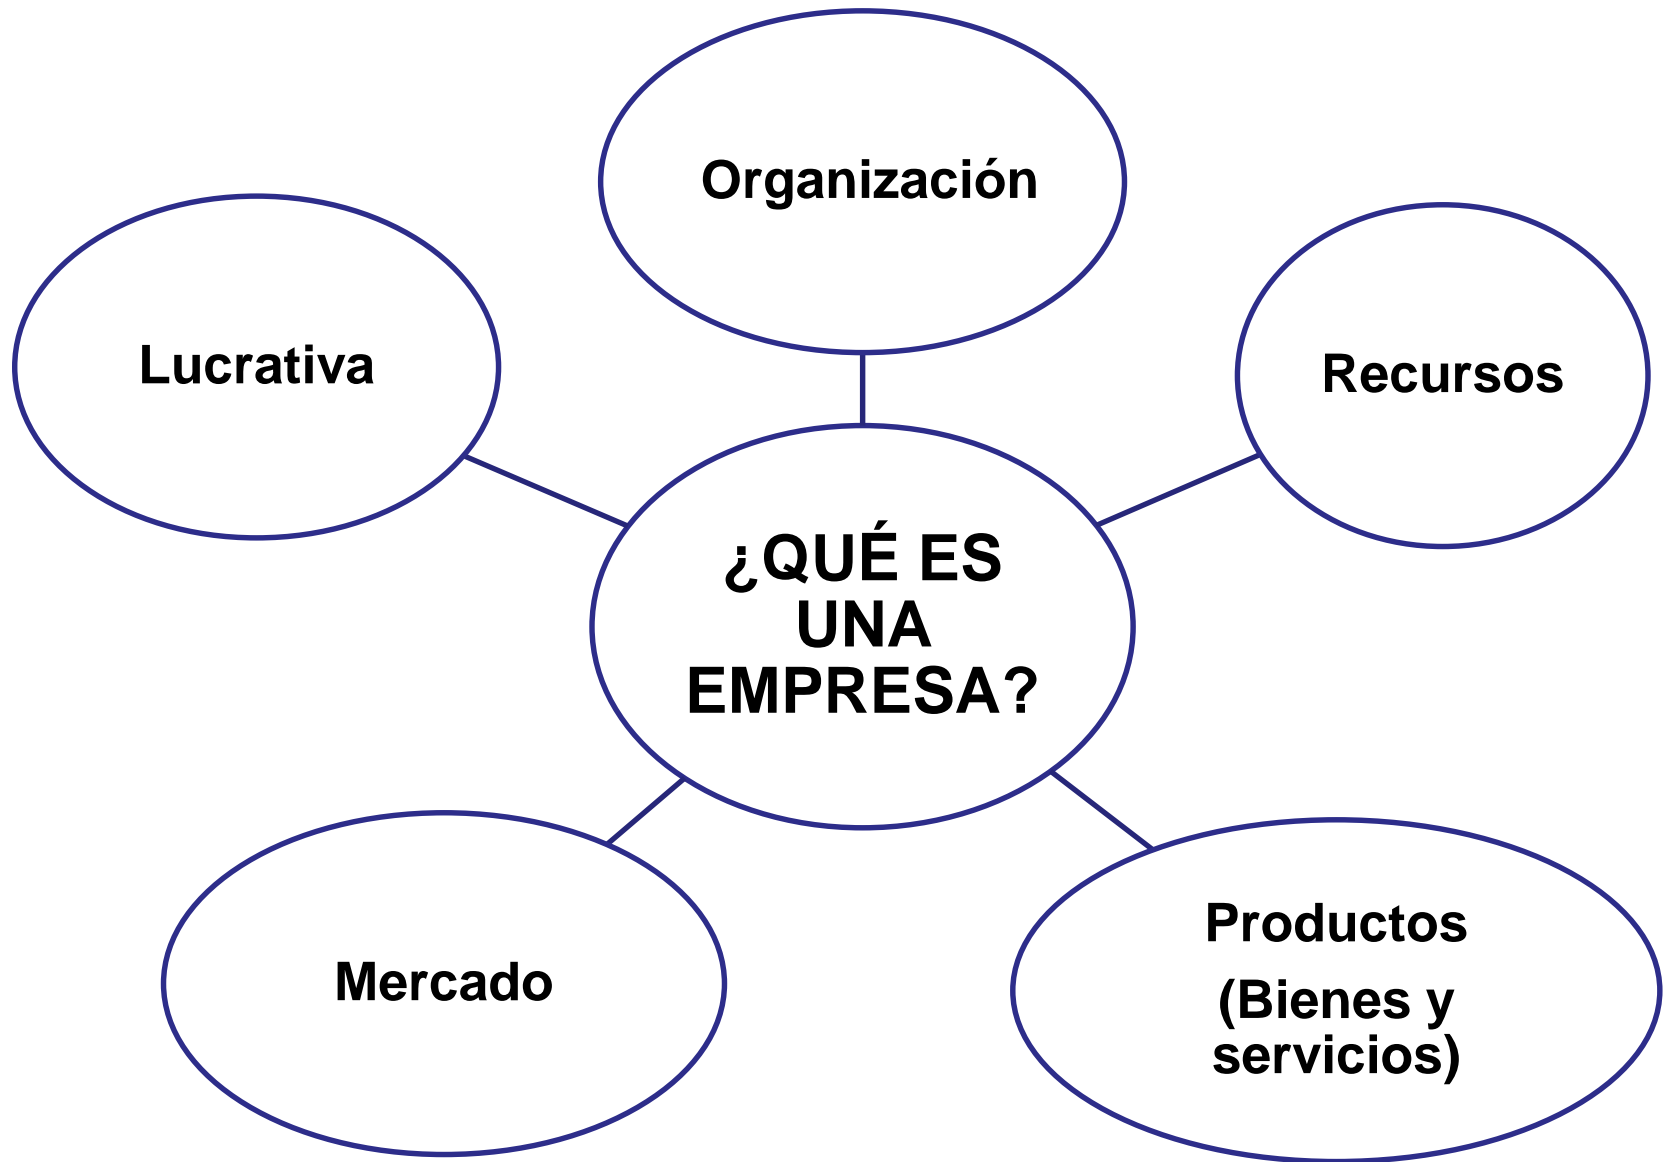 Organización
Lucrativa
Recursos
¿QUÉ ES
UNA
EMPRESA?
Mercado
Productos
(Bienes y
servicios)